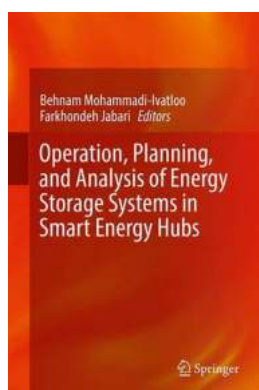 Behnam Mohammadi-Ivatloo
Farkhondeh Jabari Editors
Operation, Planning,
and Analysis of Energy
Storage Systems in
Smart Energy Hubs
Springer